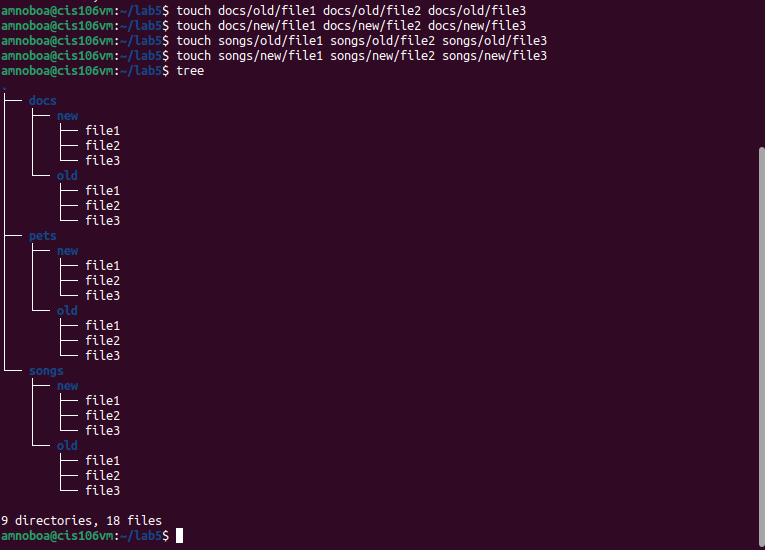 amnoboa@cis106vm:~/lab5$ touch docs/old/file1 docs/old/file2 docs/old/file3
amnoboa@cis106vm:~/lab5$ touch docs/new/file1 docs/new/file2 docs/new/file3
amnoboa@cis106vm:~/lab5$ touch songs/old/file1 songs/old/file2 songs/old/file3
amnoboa@cis106vm:~/lab5$ touch songs/new/file1 songs/new/file2 songs/new/file3
amnoboa@cis106vm:~/lab5$ tree
.
├── docs
│   ├── new
│   │   ├── file1
│   │   ├── file2
│   │   └── file3
│   └── old
│       ├── file1
│       ├── file2
│       └── file3
├── pets
│   ├── new
│   │   ├── file1
│   │   ├── file2
│   │   └── file3
│   └── old
│       ├── file1
│       ├── file2
│       └── file3
└── songs
    ├── new
    │   ├── file1
    │   ├── file2
    │   └── file3
    └── old
        ├── file1
        ├── file2
        └── file3

9 directories, 18 files
amnoboa@cis106vm:~/lab5$